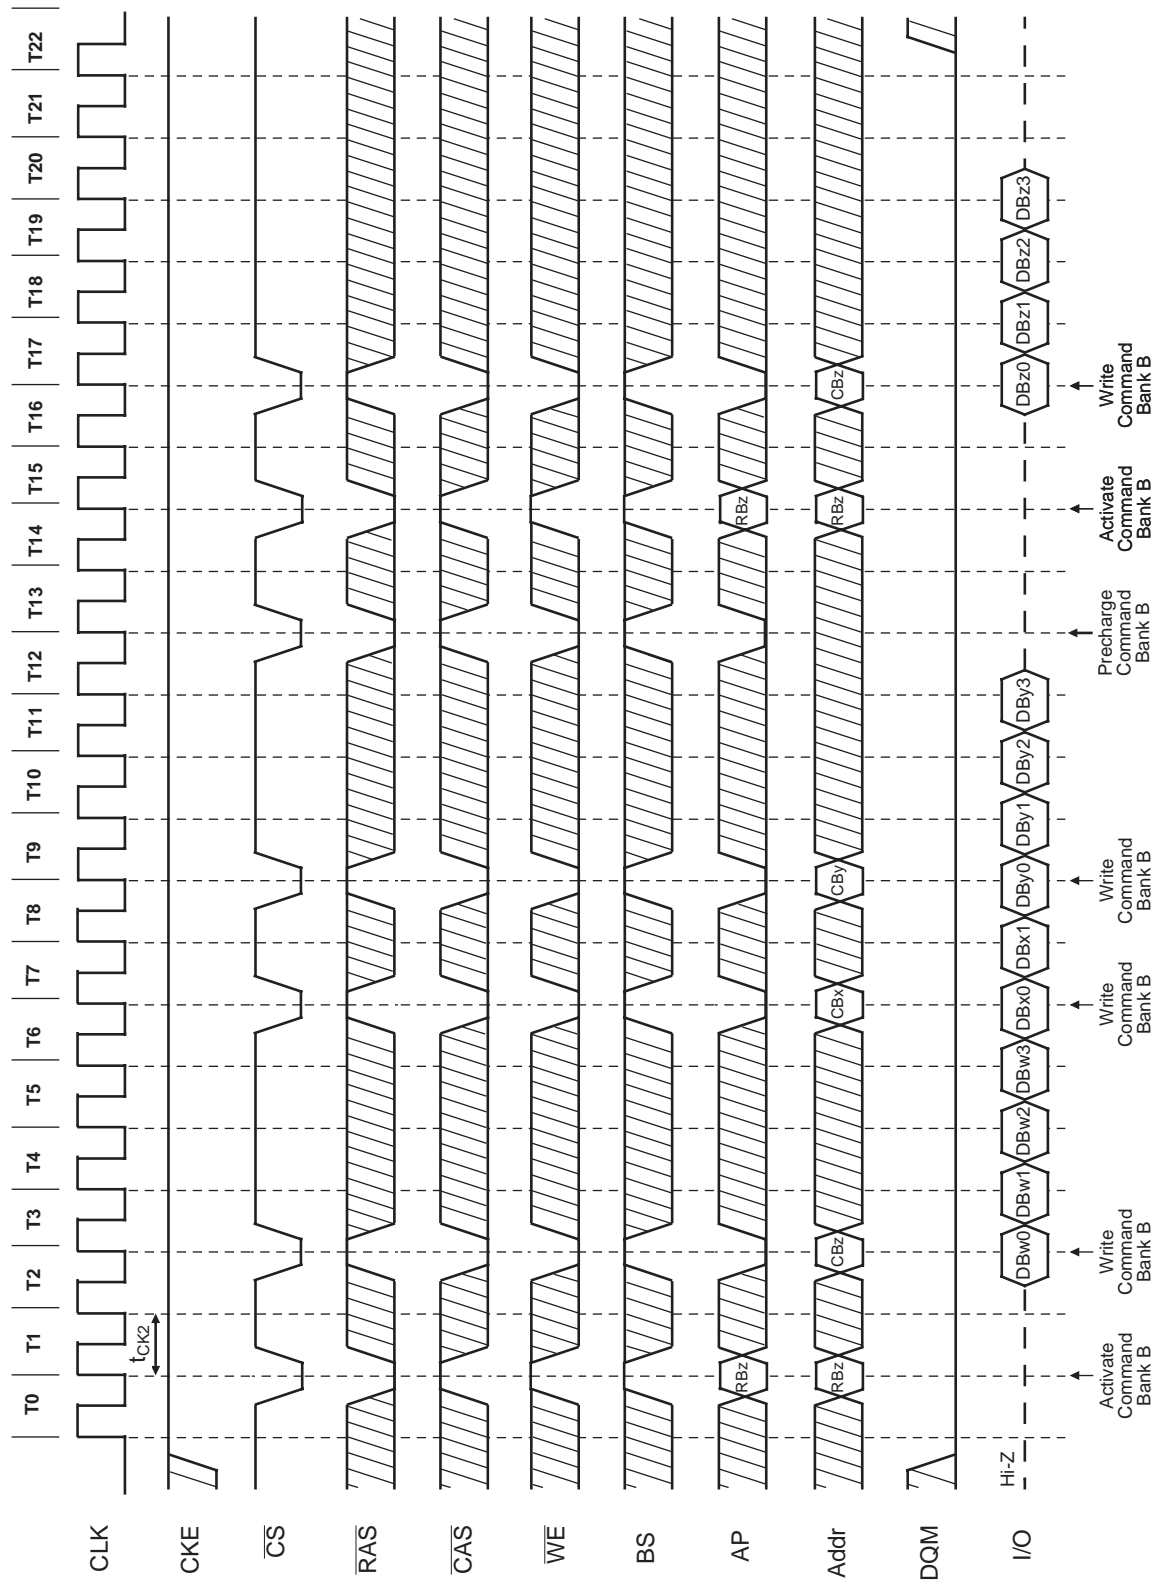 T0 T1 T2 T3 T4 T5 T6 T7 T8 T9 T10 T11 T12 T13 T14 T15 T16 T17 T18 T19 T20 T21 T22
CLK
tCK2
CKE
CS
RAS
CAS
WE
BS
AP
RBz RBz
Addr
RBz CBz CBx CBy RBz CBz
DQM
I/O
Hi-Z
DBw0 DBw1 DBw2 DBw3 DBx0 DBx1 DBy0 DBy1 DBy2 DBy3 DBz0 DBz1 DBz2 DBz3
Activate
Command
Bank B
Write
Command
Bank B
Write
Command
Bank B
Write
Command
Bank B
Precharge
Command
Bank B
Activate
Command
Bank B
Write
Command
Bank B